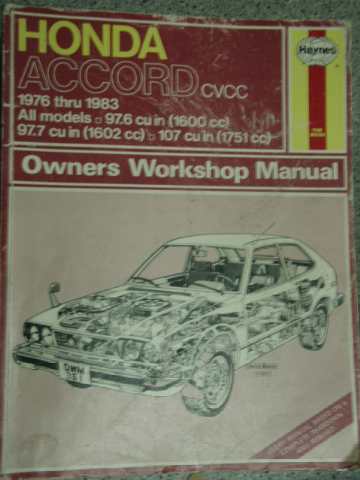 HONDA
ACCORD CVCC
Haynes
1976 thru 1983
All models □ 97.6 cu in (1600 cc)
97.7 cu in (1602 cc) □ 107 cu in (1751 cc)
Owners Workshop Manual